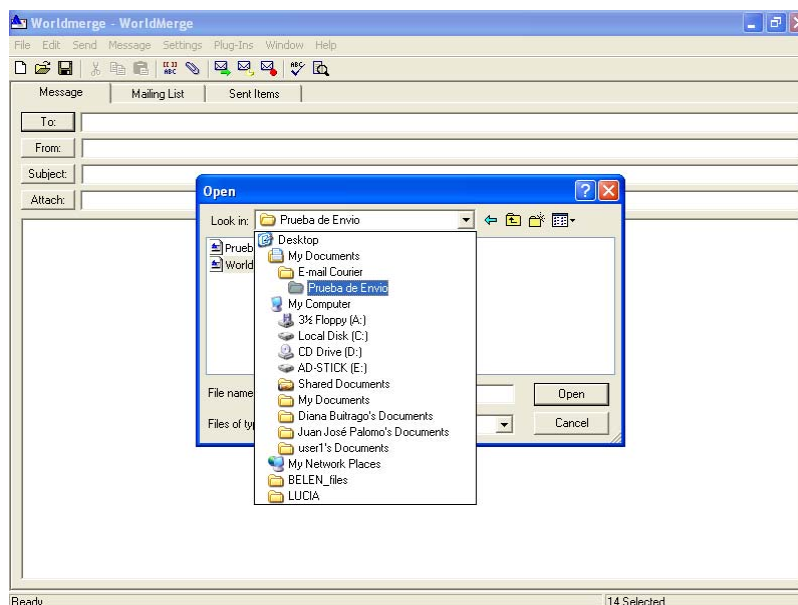 Worldmerge - WorldMerge
File Edit Send Message Settings Plug-Ins Window Help
Message Mailing List Sent Items
To:
From:
Subject:
Attach:
Open
Look in: Prueba de Envio
Desktop
My Documents
E-mail Courier
Prueba de Envio
My Computer
3½ Floppy (A:)
Local Disk (C:)
CD Drive (D:)
AD-STICK (E:)
Shared Documents
My Documents
Diana Buitrago's Documents
Juan José Palomo's Documents
user1's Documents
My Network Places
BELEN_files
LUCIA
Prueb
World
File name
Open
Files of ty
Cancel
Ready
14 Selected